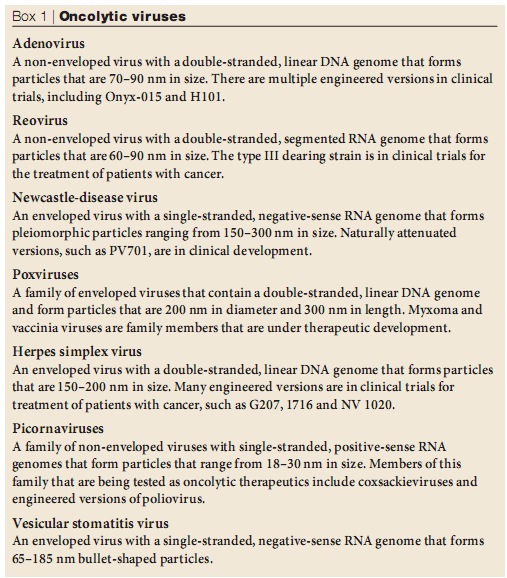 Box 1 | Oncolytic viruses
Adenovirus
A non-enveloped virus with a double-stranded, linear DNA genome that forms
particles that are 70–90 nm in size. There are multiple engineered versions in clinical
trials, including Onyx-015 and H101.
Reovirus
A non-enveloped virus with a double-stranded, segmented RNA genome that forms
particles that are 60–90 nm in size. The type III dearing strain is in clinical trials for
the treatment of patients with cancer.
Newcastle-disease virus
An enveloped virus with a single-stranded, negative-sense RNA genome that forms
pleiomorphic particles ranging from 150–300 nm in size. Naturally attenuated
versions, such as PV701, are in clinical development.
Poxviruses
A family of enveloped viruses that contain a double-stranded, linear DNA genome
and form particles that are 200 nm in diameter and 300 nm in length. Myxoma and
vaccinia viruses are family members that are under therapeutic development.
Herpes simplex virus
An enveloped virus with a double-stranded, linear DNA genome that forms particles
that are 150–200 nm in size. Many engineered versions are in clinical trials for
treatment of patients with cancer, such as G207, 1716 and NV 1020.
Picornaviruses
A family of non-enveloped viruses with single-stranded, positive-sense RNA
genomes that form particles that range from 18–30 nm in size. Members of this
family that are being tested as oncolytic therapeutics include coxsackieviruses and
engineered versions of poliovirus.
Vesicular stomatitis virus
An enveloped virus with a single-stranded, negative-sense RNA genome that forms
65–185 nm bullet-shaped particles.